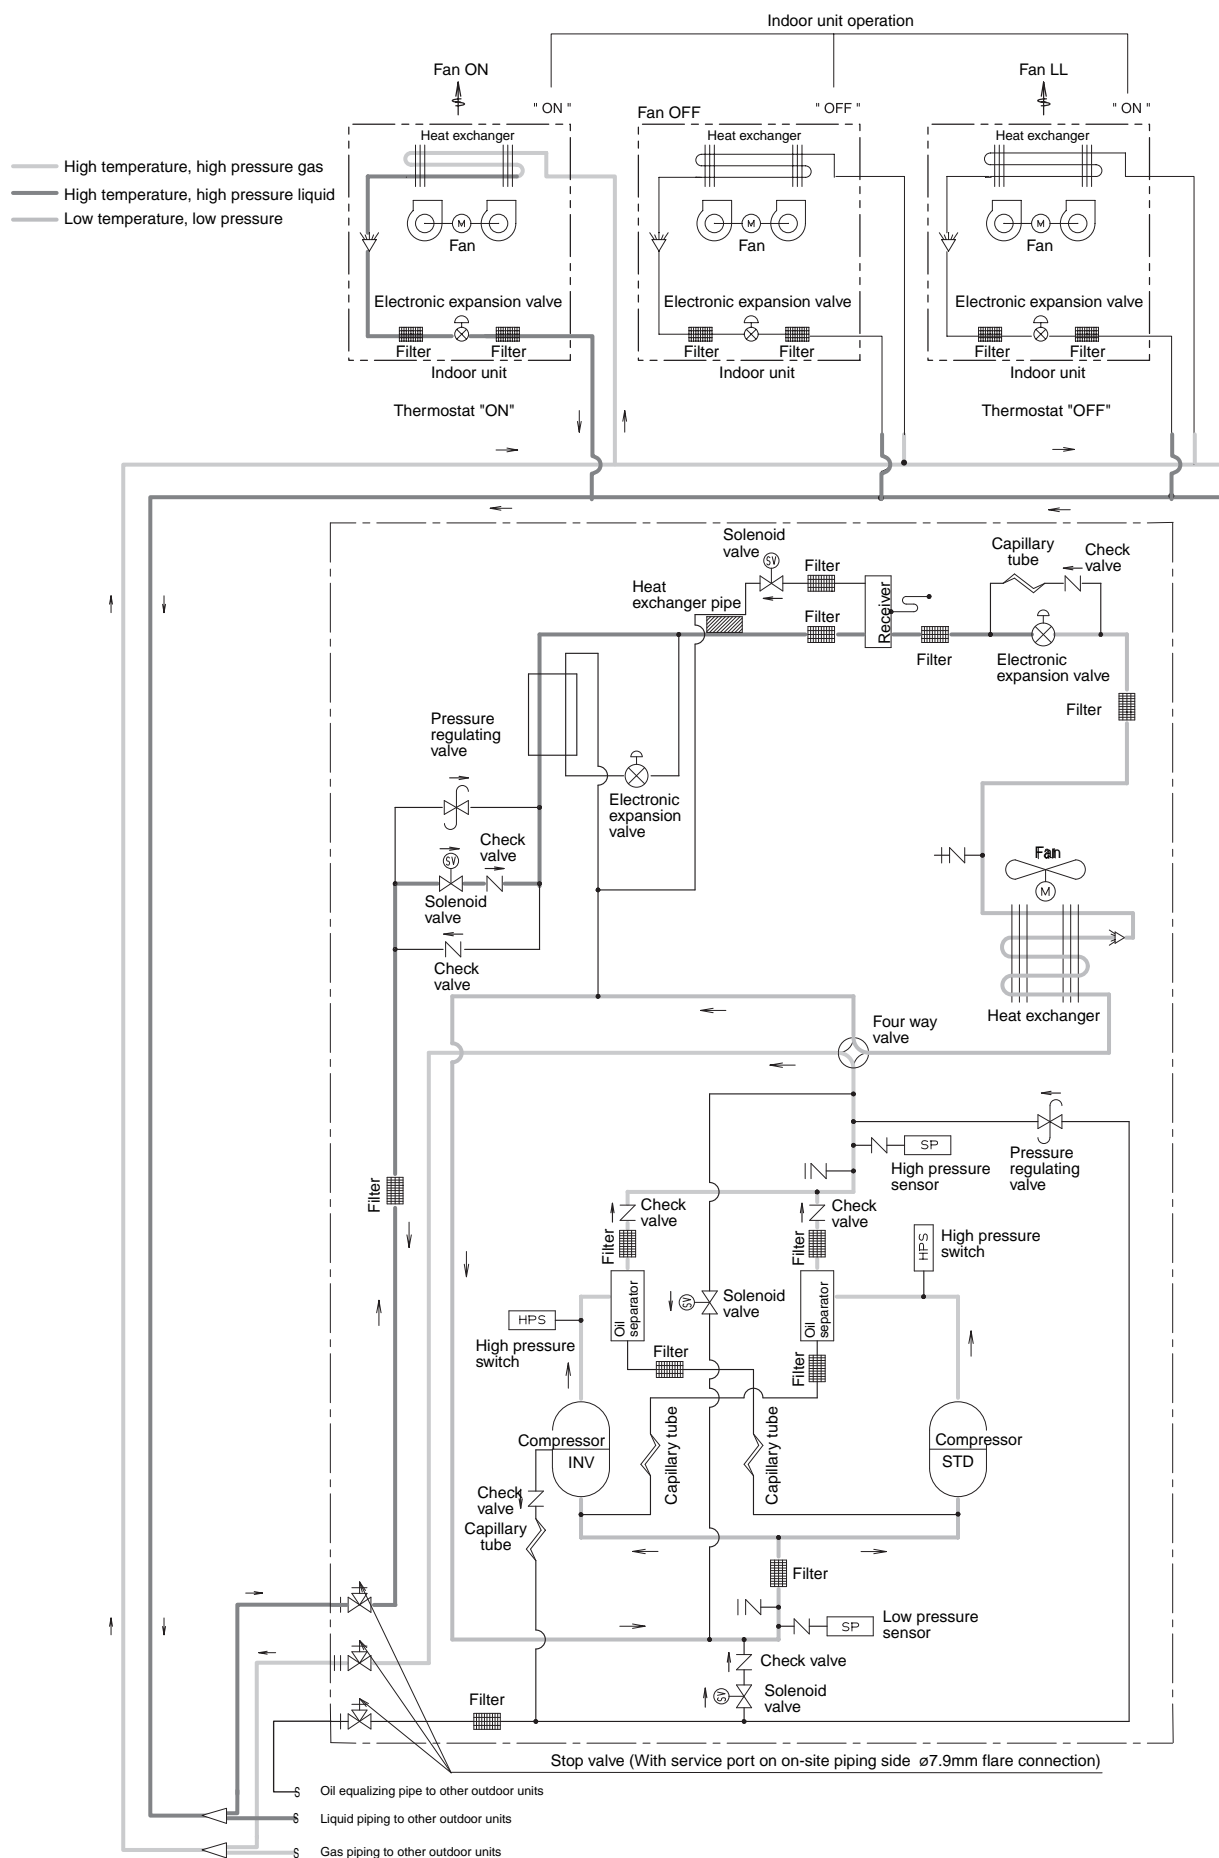 Indoor unit operation
Fan ON
Fan LL
" ON "
" OFF "
" ON "
Fan OFF
Heat exchanger
Heat exchanger
Heat exchanger
High temperature, high pressure gas
High temperature, high pressure liquid
Low temperature, low pressure
M
M
M
Fan
Fan
Fan
Electronic expansion valve
Electronic expansion valve
Electronic expansion valve
Filter
Filter
Filter
Filter
Filter
Filter
Indoor unit
Indoor unit
Indoor unit
Thermostat "ON"
Thermostat "OFF"
Solenoid
valve
SV
Filter
Capillary
tube
Check
valve
Heat
exchanger pipe
Filter
Receiver
Filter
Electronic
expansion valve
Filter
Pressure
regulating
valve
Electronic
expansion
valve
Check
valve
SV
Solenoid
valve
Check
valve
Fan
M
Heat exchanger
Four way
valve
SP
High pressure
sensor
Pressure
regulating
valve
Filter
Check
valve
Check
valve
Filter
Filter
HPS
High pressure
switch
Oil
separator
Oil
separator
SV
Solenoid
valve
HPS
High pressure
switch
Filter
Filter
Compressor
INV
Capillary tube
Capillary tube
Compressor
STD
Check
valve
Capillary
tube
Filter
SP
Low pressure
sensor
Check valve
SV
Solenoid
valve
Filter
Stop valve (With service port on on-site piping side ø7.9mm flare connection)
S Oil equalizing pipe to other outdoor units
S Liquid piping to other outdoor units
S Gas piping to other outdoor units